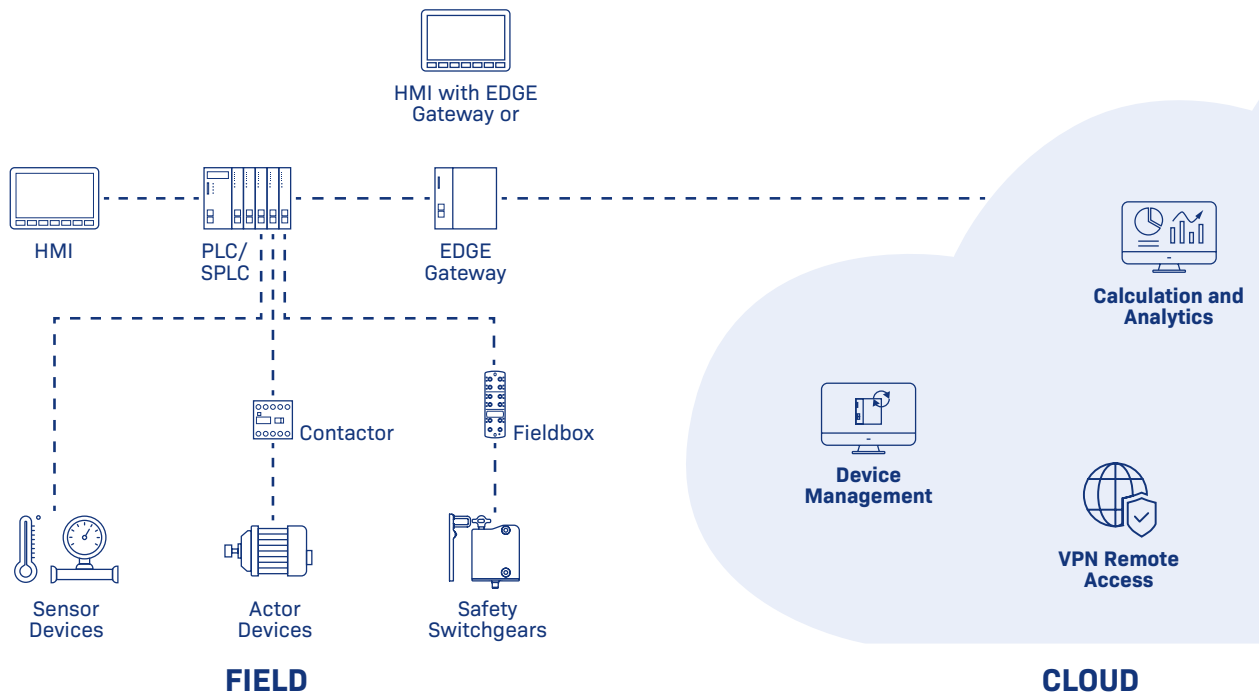 HMI with EDGE
Gateway or
HMI
PLC/
SPLC
EDGE
Gateway
Calculation and
Analytics
Contactor
Fieldbox
Device
Management
VPN Remote
Access
Sensor
Devices
Actor
Devices
Safety
Switchgears
FIELD
CLOUD